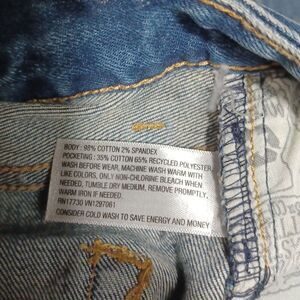 BODY: 98% COTTON 2% SPANDEX
POCKETING: 35% COTTON 65% RECYCLED POLYESTER
WASH BEFORE WEAR, MACHINE WASH WARM WITH
LIKE COLORS, ONLY NON-CHLORINE BLEACH WHEN
NEEDED, TUMBLE DRY MEDIUM, REMOVE PROMPTLY,
WARM IRON IF NEEDED.
RN17730 VN1297061
CONSIDER COLD WASH TO SAVE ENERGY AND MONEY